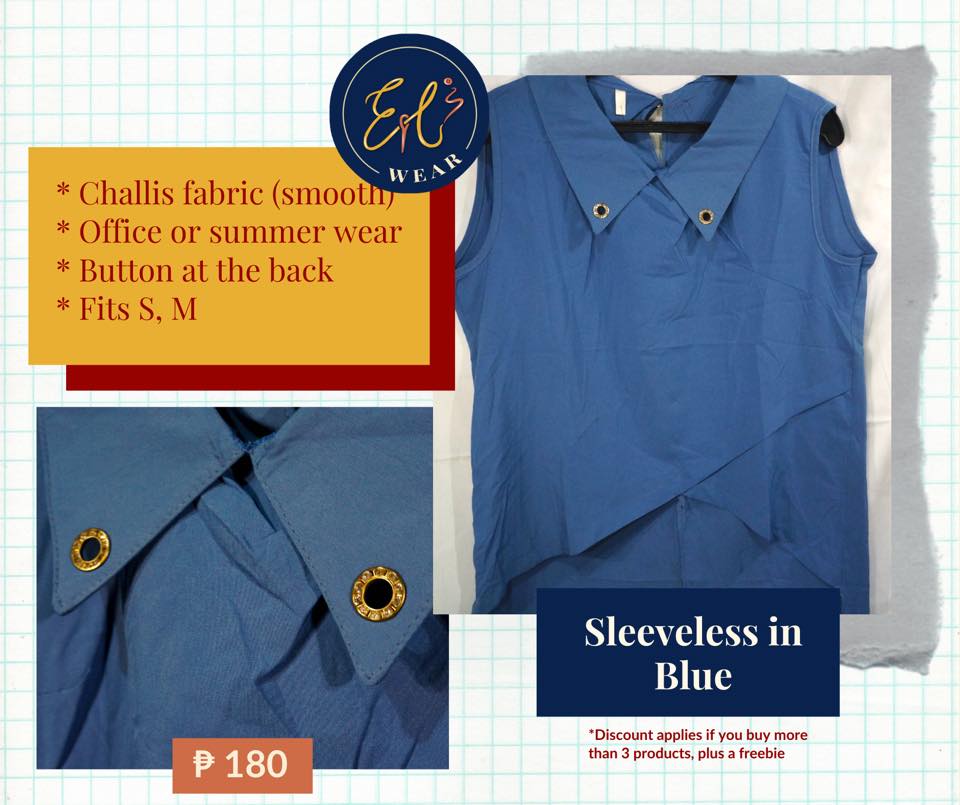 Epl's
WEAR
* Challis fabric (smooth)
* Office or summer wear
* Button at the back
* Fits S, M
Sleeveless in
Blue
*Discount applies if you buy more
than 3 products, plus a freebie
₱ 180